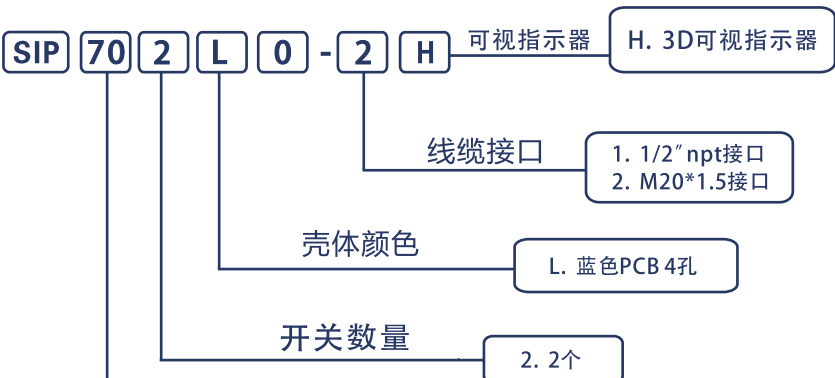 SIP 70 2 L 0 - 2 H
可视指示器
H. 3D可视指示器
线缆接口
1. 1/2″npt接口
2. M20*1.5接口
壳体颜色
L. 蓝色PCB 4孔
开关数量
2. 2个